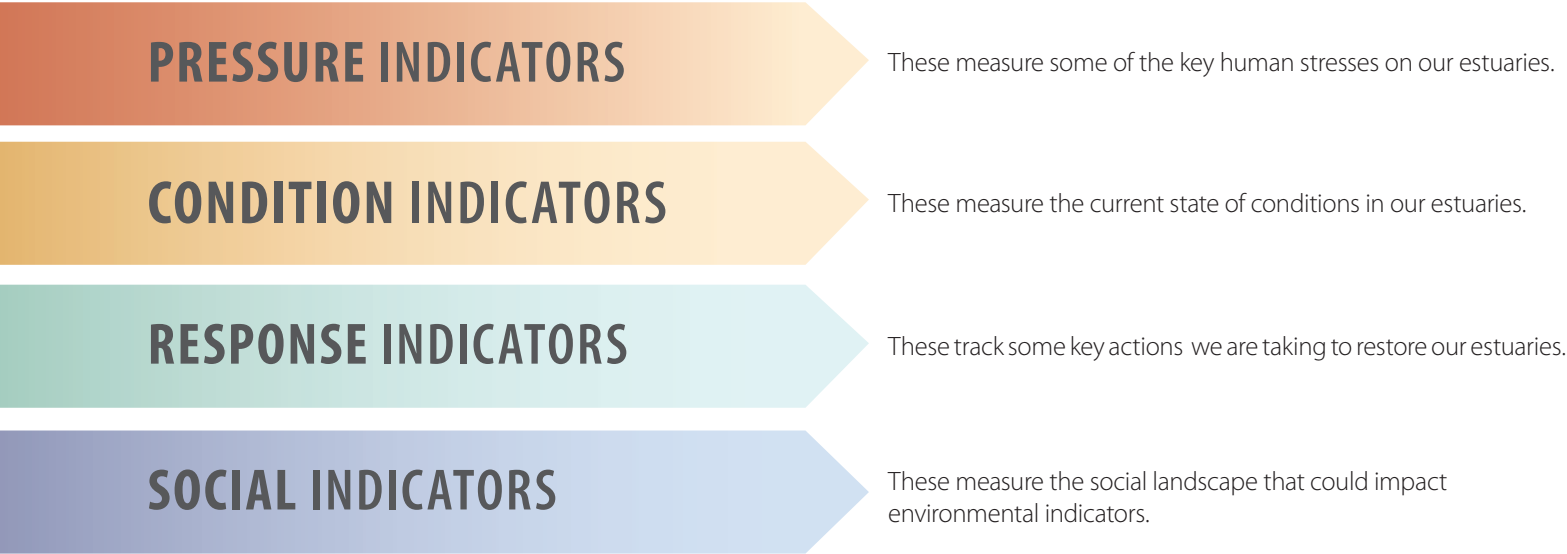 PRESSURE INDICATORS
These measure some of the key human stresses on our estuaries.
CONDITION INDICATORS
These measure the current state of conditions in our estuaries.
RESPONSE INDICATORS
These track some key actions we are taking to restore our estuaries.
SOCIAL INDICATORS
These measure the social landscape that could impact
environmental indicators.